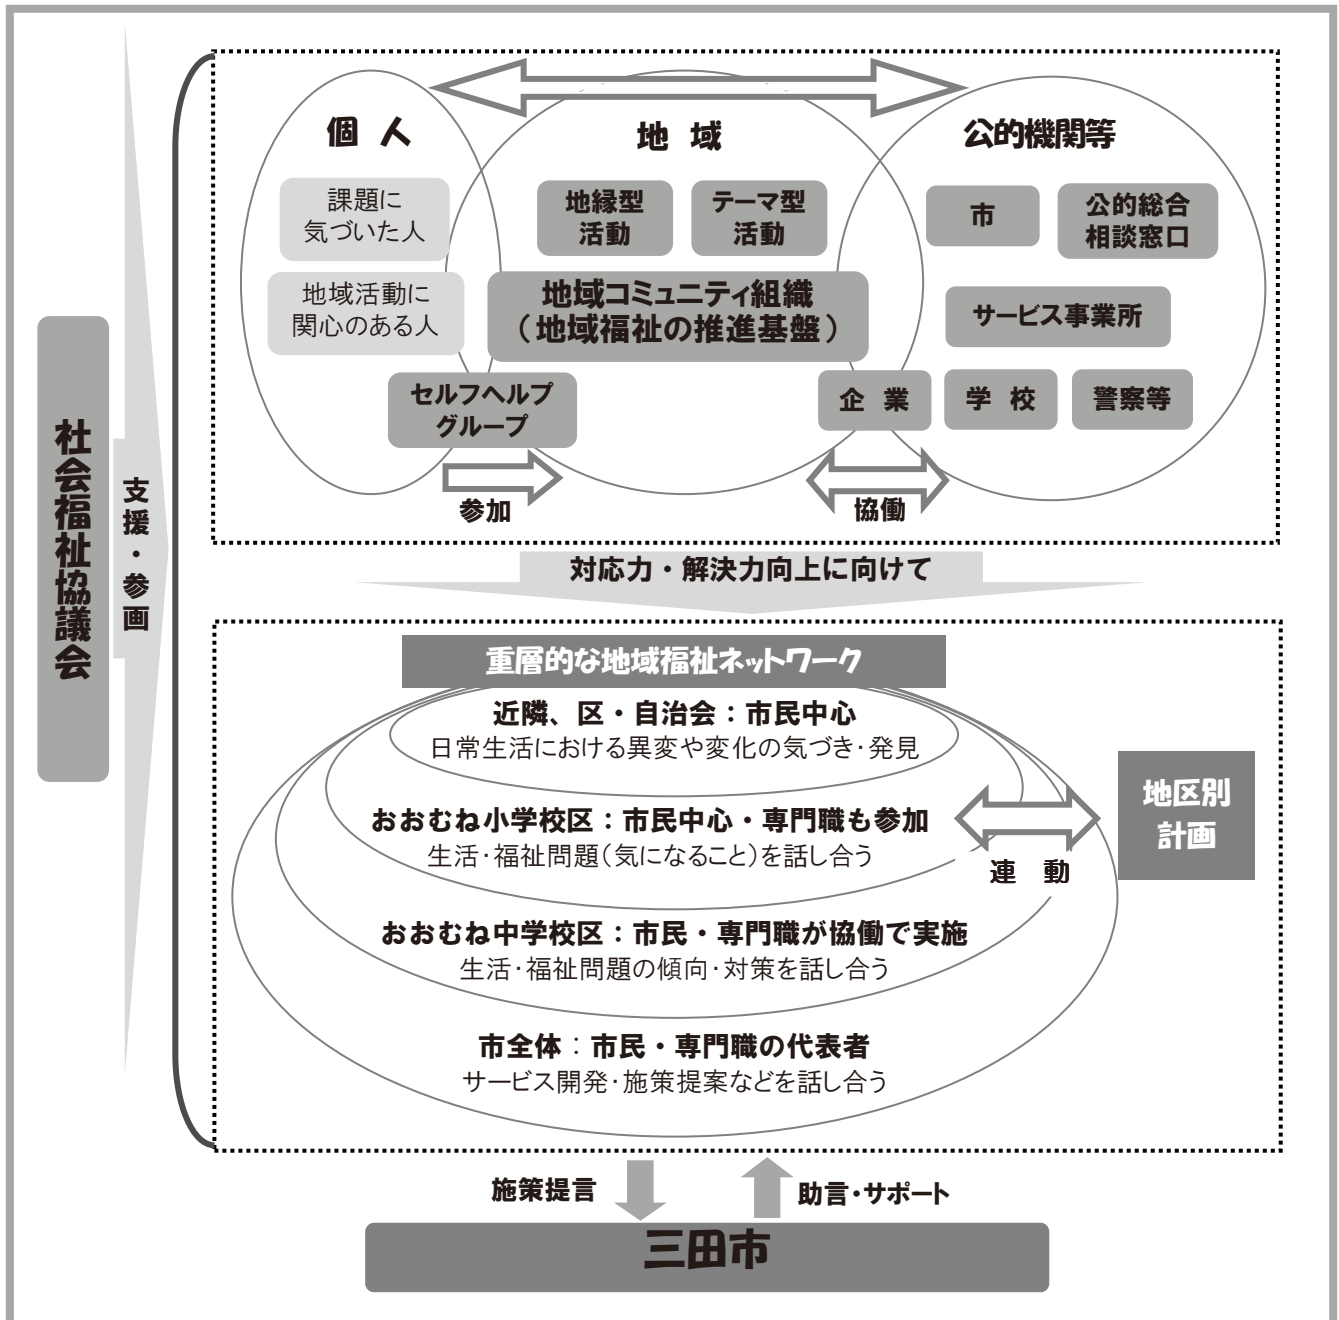 個 人
地 域
公的機関等
課題に
気づいた人
地域活動に
関心のある人
地縁型
活動
テーマ型
活動
市
公的総合
相談窓口
地域コミュニティ組織
(地域福祉の推進基盤)
サービス事業所
セルフヘルプ
グループ
企 業
学 校
警察等
参加
協働
社会福祉協議会
支援・参画
対応力・解決力向上に向けて
重層的な地域福祉ネットワーク
近隣、区・自治会：市民中心
日常生活における異変や変化の気づき・発見
おおむね小学校区：市民中心・専門職も参加
生活・福祉問題(気になること)を話し合う
連 動
地区別
計画
おおむね中学校区：市民・専門職が協働で実施
生活・福祉問題の傾向・対策を話し合う
市全体：市民・専門職の代表者
サービス開発・施策提案などを話し合う
施策提言
助言・サポート
三田市